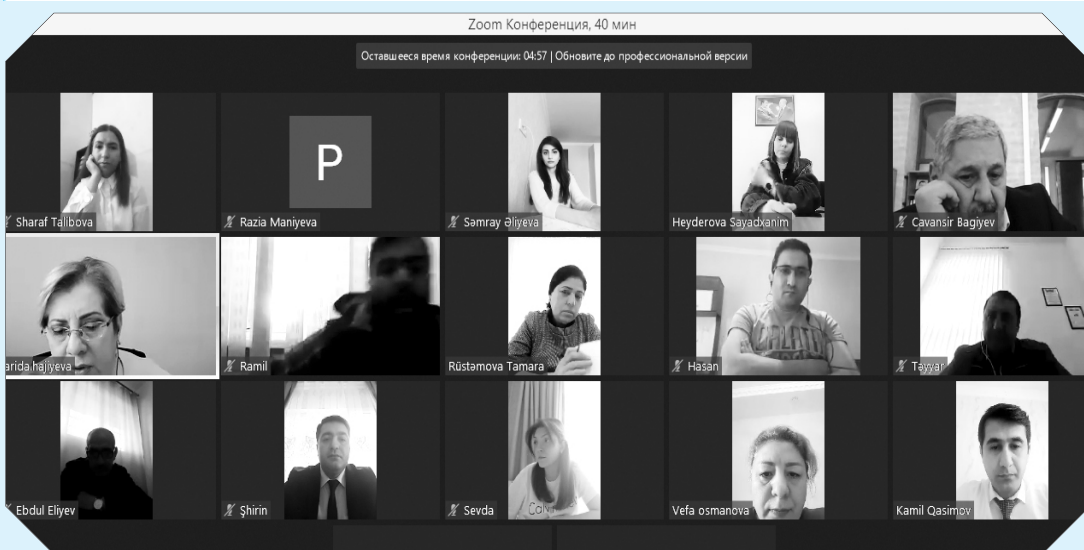 Zoom Конференция, 40 мин
Оставшееся время конференции: 04:57 | Обновите до профессиональной версии
P
Sharaf Talibova
Razia Maniyeva
Səmray Əliyeva
Heyderova Sayadxanim
Cavansir Bagiyev
arida hajiyeva
Ramil
Rüstəmova Tamara
Hasan
Təyyar
Ebdul Eliyev
Şhirin
Sevda
Vefa osmanova
Kamil Qasimov